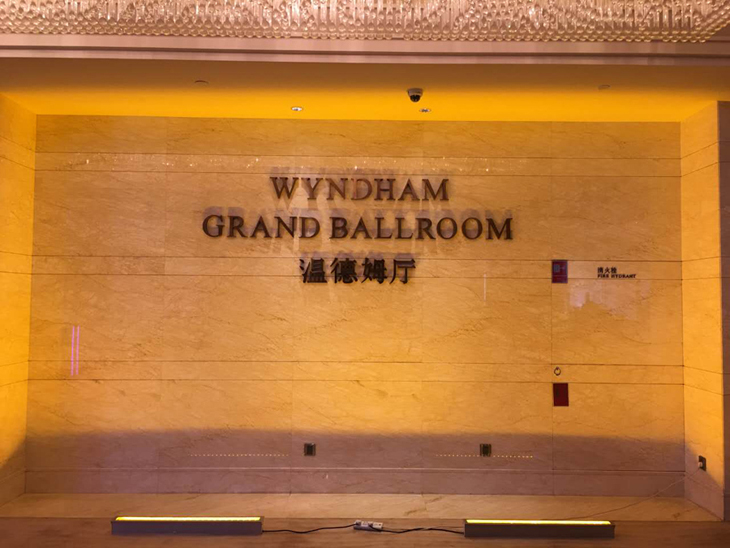 WYNDHAM
GRAND BALLROOM
温德姆厅
消火栓
FIRE HYDRANT